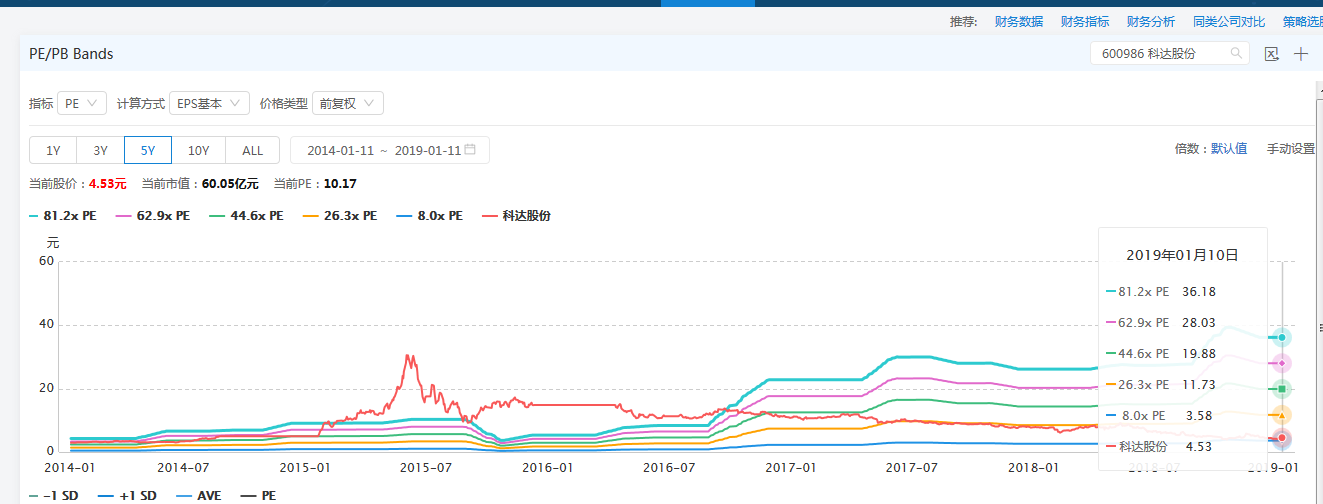 推荐: 财务数据 财务指标 财务分析 同类公司对比 策略选股
PE/PB Bands 600986 科达股份
指标 PE 计算方式 EPS基本 价格类型 前复权
1Y 3Y 5Y 10Y ALL 2014-01-11 ~ 2019-01-11 倍数：默认值 手动设置
当前股价：4.53元 当前市值：60.05亿元 当前PE：10.17
81.2x PE 62.9x PE 44.6x PE 26.3x PE 8.0x PE 科达股份
元
60
40
20
0
2019年01月10日
81.2x PE 36.18
62.9x PE 28.03
44.6x PE 19.88
26.3x PE 11.73
8.0x PE 3.58
科达股份 4.53
2014-01 2014-07 2015-01 2015-07 2016-01 2016-07 2017-01 2017-07 2018-01 2018-07 2019-01
-1 SD +1 SD AVE PE